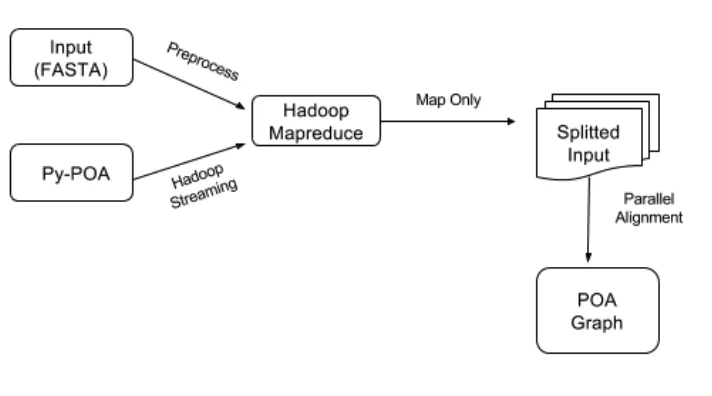 Input
(FASTA)
Preprocess
Py-POA
Hadoop
Streaming
Hadoop
Mapreduce
Map Only
Splitted
Input
Parallel
Alignment
POA
Graph